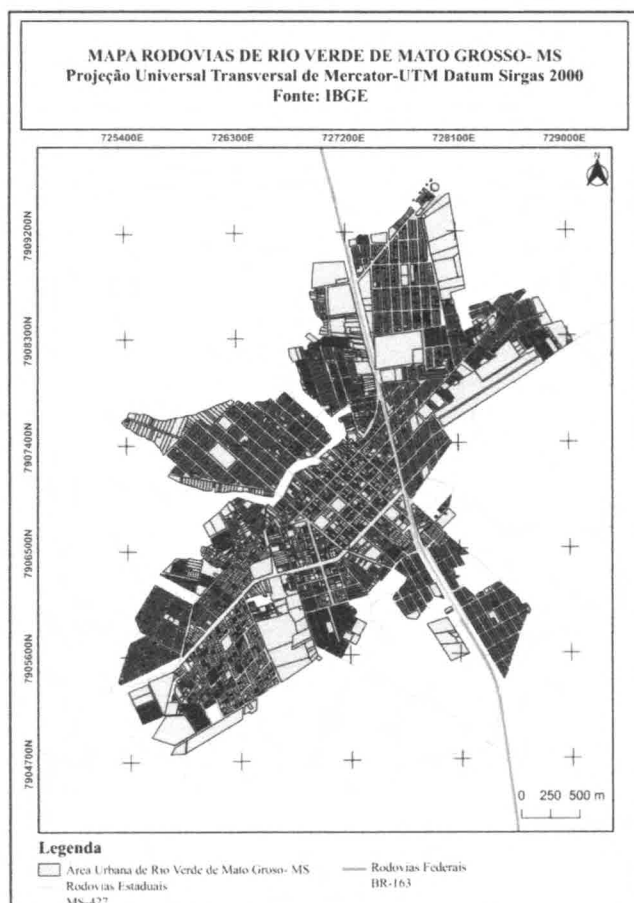 MAPA RODOVIAS DE RIO VERDE DE MATO GROSSO- MS
Projeção Universal Transversal de Mercator-UTM Datum Sirgas 2000
Fonte: IBGE
725400E 726300E 727200E 728100E 729000E
N
7909200N
7908300N
7907400N
7906500N
7905600N
7904700N
0 250 500 m
Legenda
Area Urbana de Rio Verde de Mato Groso- MS
Rodovias Estaduais
MS-427
Rodovias Federais
BR-163